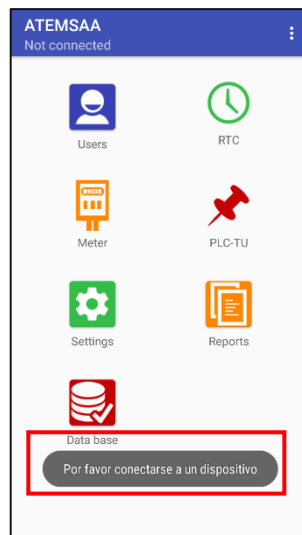 ATEMSAA
Not connected
Users
RTC
Meter
PLC-TU
Settings
Reports
Data base
Por favor conectarse a un dispositivo